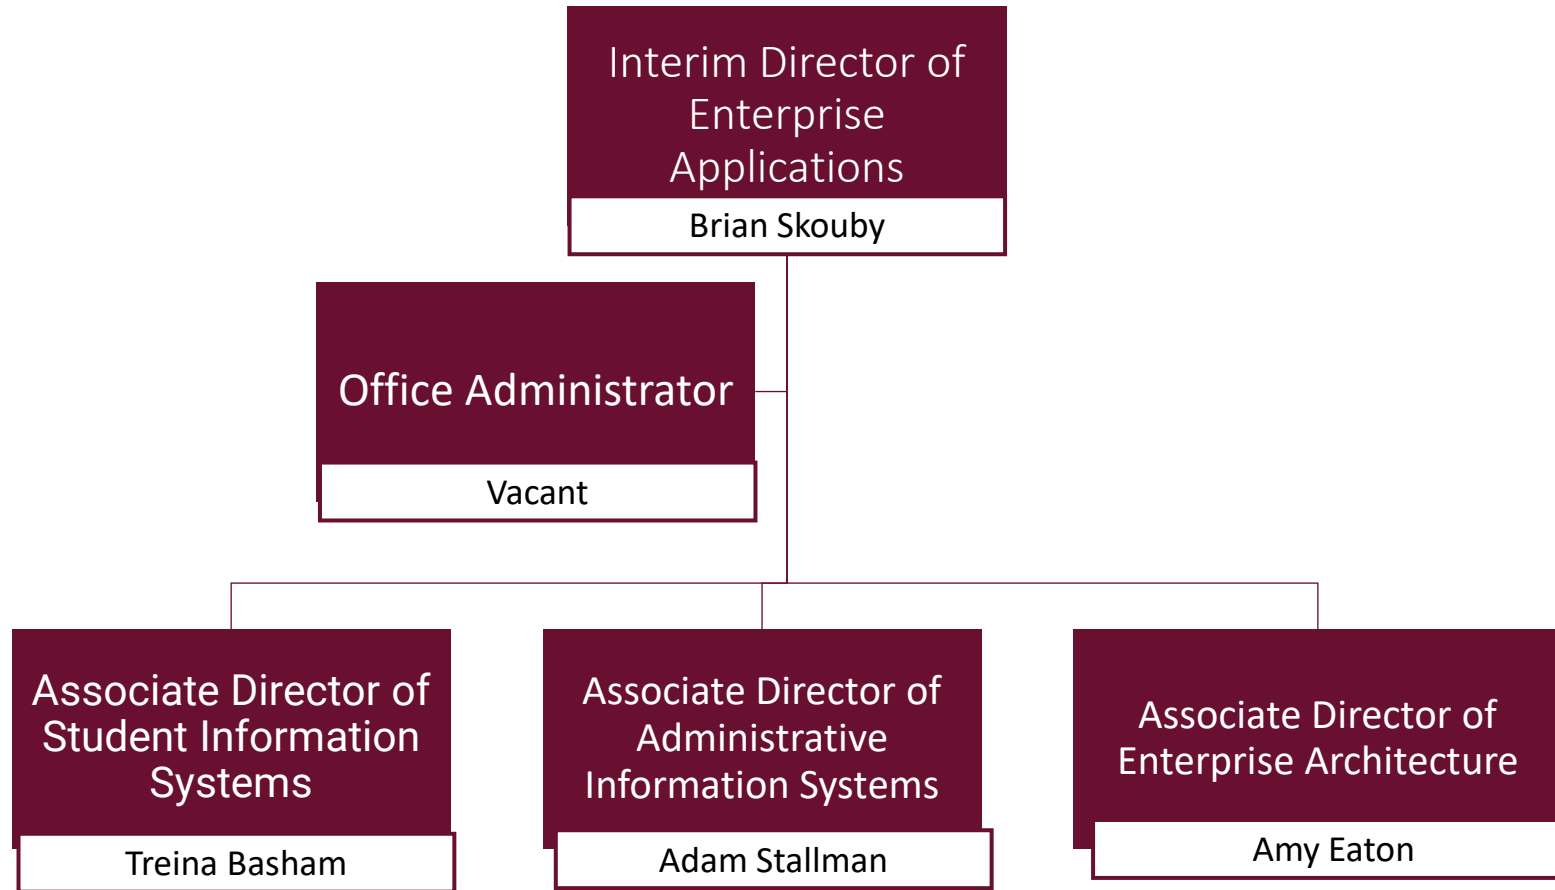 Interim Director of
Enterprise
Applications
Brian Skouby
Office Administrator
Vacant
Associate Director of
Student Information
Systems
Treina Basham
Associate Director of
Administrative
Information Systems
Adam Stallman
Associate Director of
Enterprise Architecture
Amy Eaton